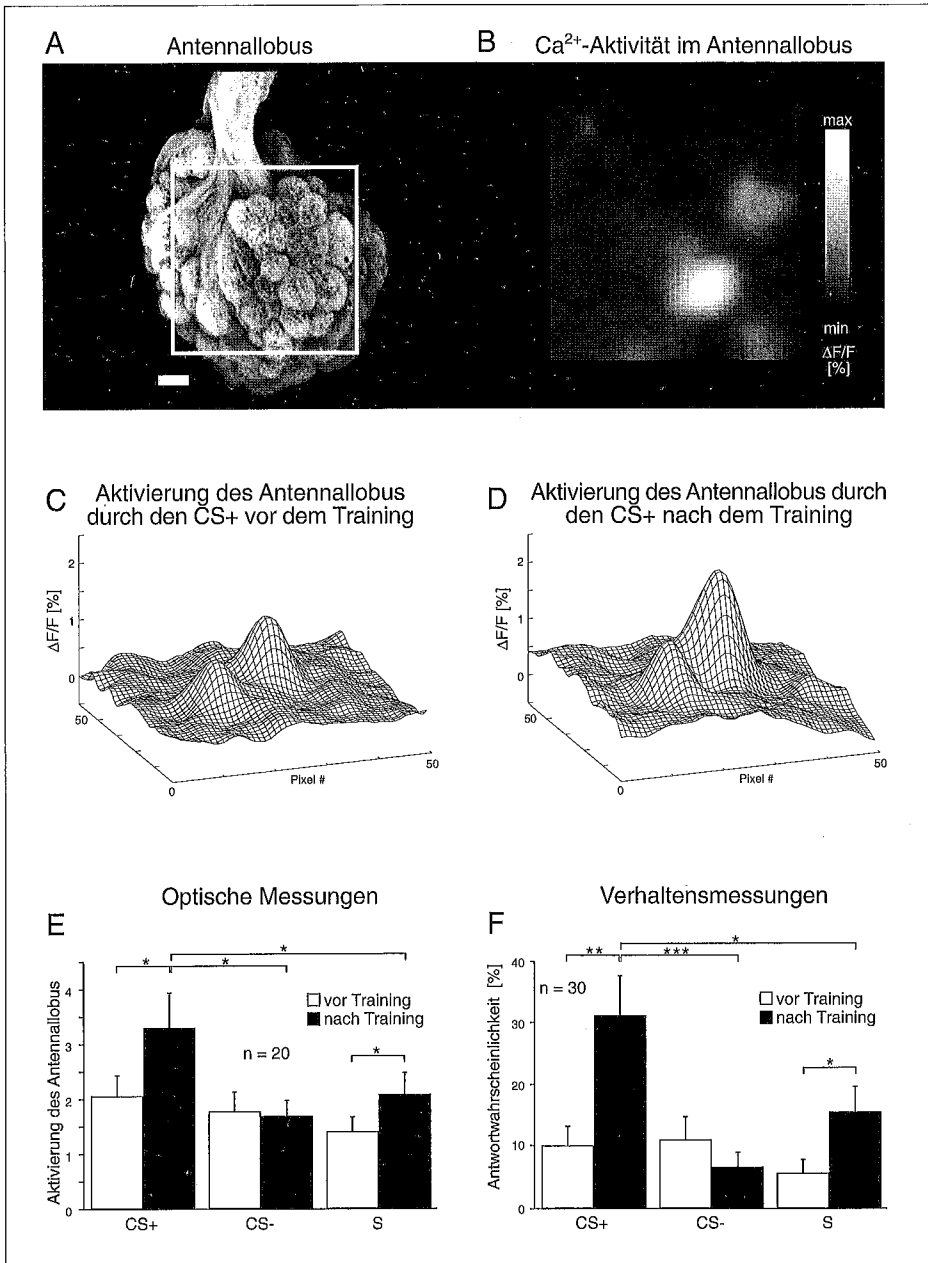 A
Antennallobus
B
Ca²⁺-Aktivität im Antennallobus
max
min
ΔF/F
[%]
C
Aktivierung des Antennallobus
durch den CS+ vor dem Training
2
1
0
ΔF/F [%]
50
0
Pixel #
50
D
Aktivierung des Antennallobus durch
den CS+ nach dem Training
2
1
0
ΔF/F [%]
50
0
Pixel #
50
Optische Messungen
E
*
*
*
4
3
2
1
0
Aktivierung des Antennallobus
vor Training
nach Training
n = 20
*
CS+
CS-
S
Verhaltensmessungen
F
*
**
***
40
30
20
10
0
Antwortwahrscheinlichkeit [%]
n = 30
vor Training
nach Training
*
CS+
CS-
S